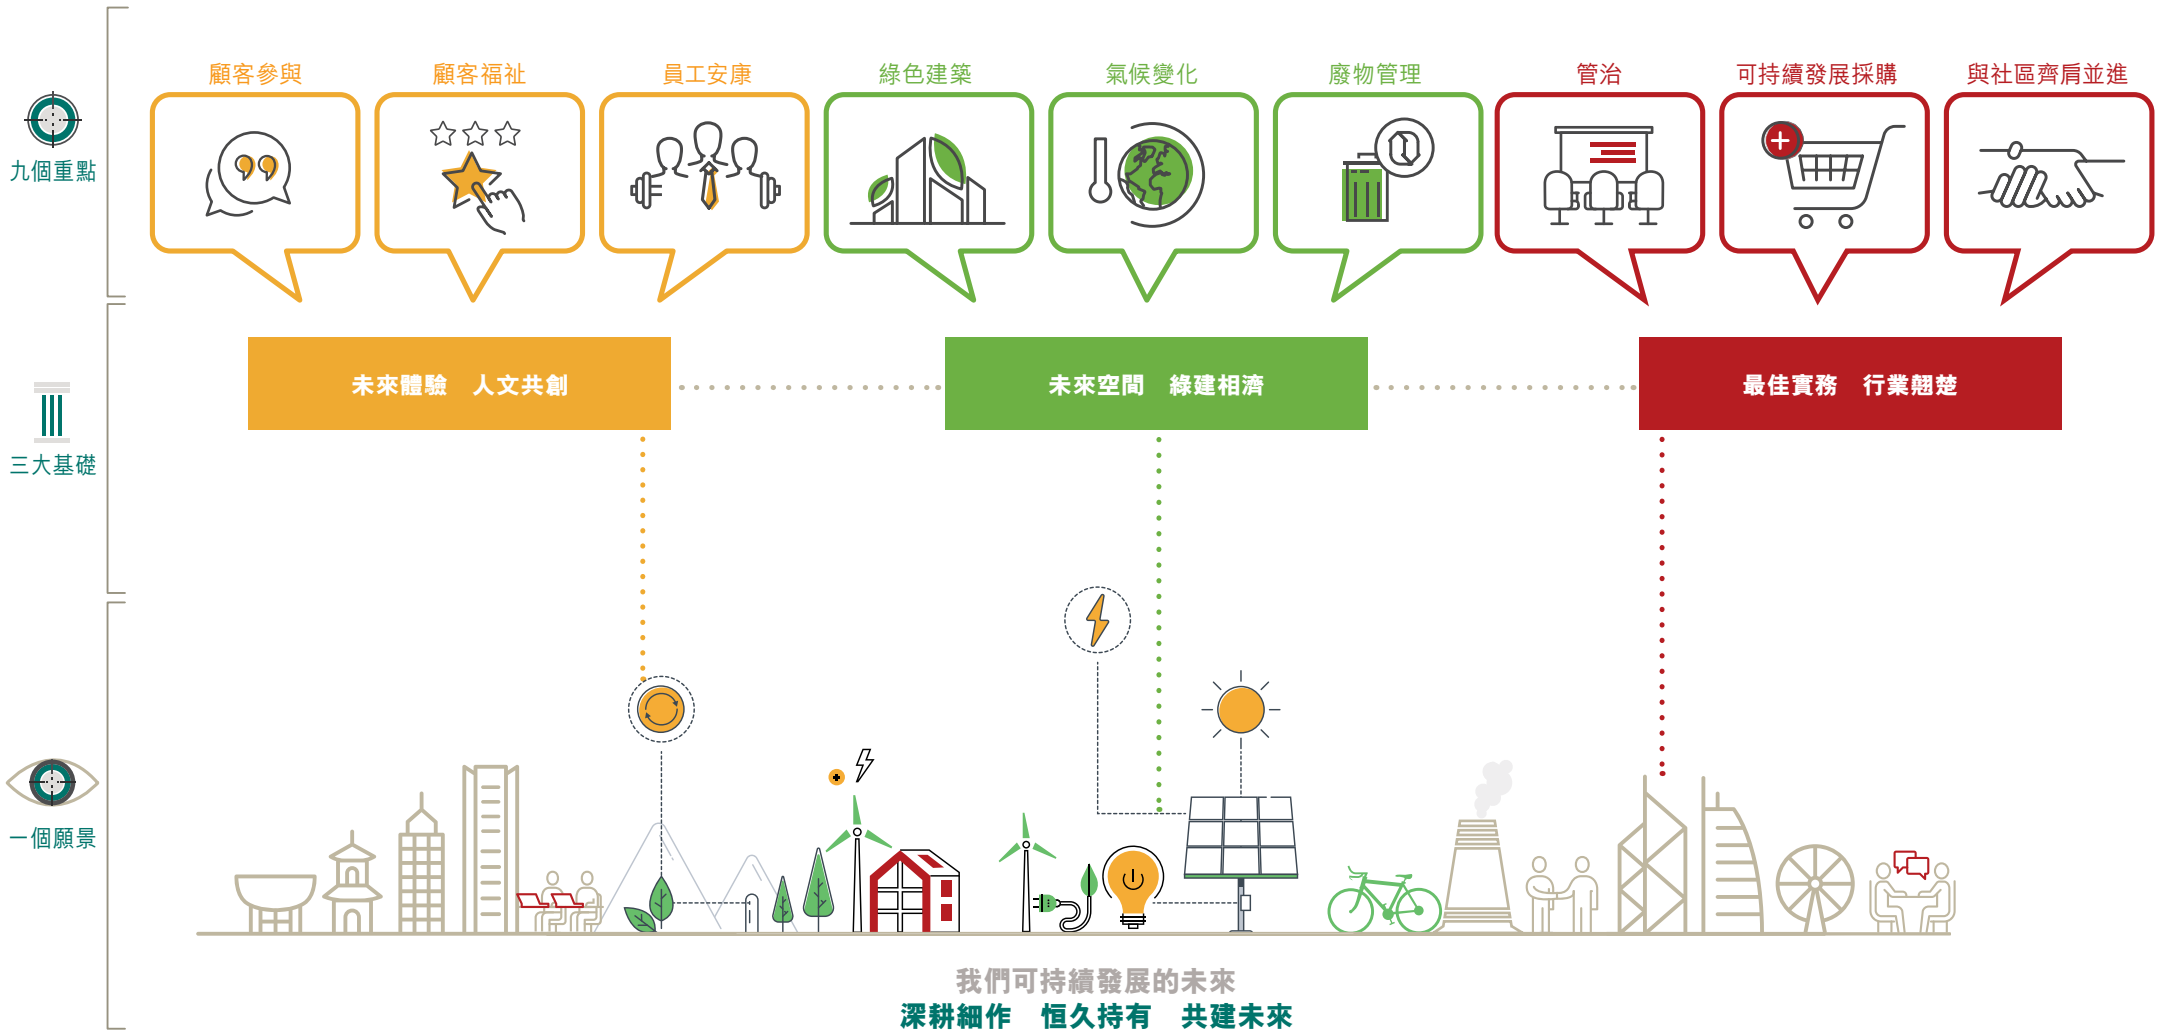 顧客參與
顧客福祉
員工安康
綠色建築
氣候變化
廢物管理
管治
可持續發展採購
與社區齊肩並進
九個重點
未來體驗 人文共創
未來空間 綠建相濟
最佳實務 行業翹楚
三大基礎
一個願景
我們可持續發展的未來
深耕細作 恒久持有 共建未來